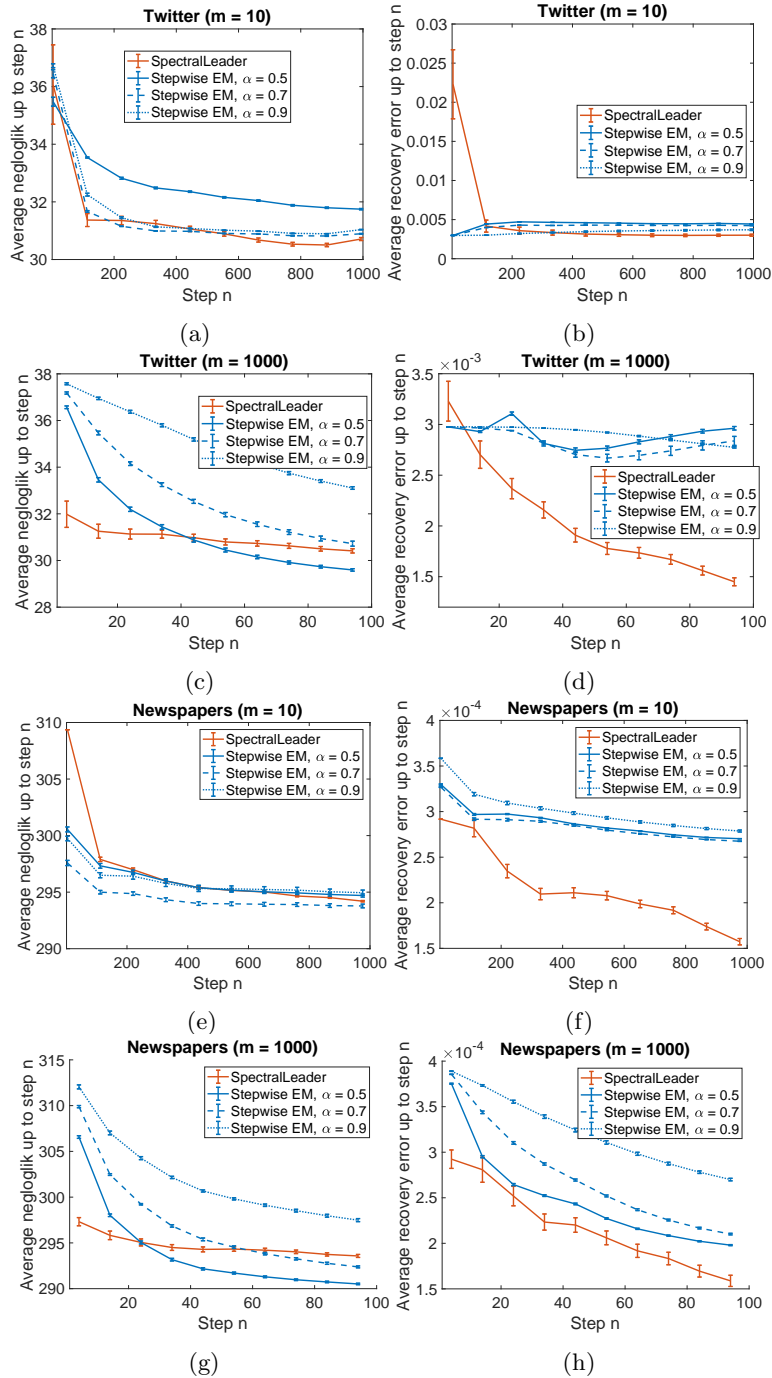 Twitter (m = 10)
Average negloglik up to step n
38
36
34
32
30
0
200
400
600
800
1000
Step n
SpectralLeader
Stepwise EM, α = 0.5
Stepwise EM, α = 0.7
Stepwise EM, α = 0.9
(a)
Twitter (m = 10)
Average recovery error up to step n
0.03
0.025
0.02
0.015
0.01
0.005
0
200
400
600
800
1000
Step n
SpectralLeader
Stepwise EM, α = 0.5
Stepwise EM, α = 0.7
Stepwise EM, α = 0.9
(b)
Twitter (m = 1000)
Average negloglik up to step n
38
36
34
32
30
28
20
40
60
80
100
Step n
SpectralLeader
Stepwise EM, α = 0.5
Stepwise EM, α = 0.7
Stepwise EM, α = 0.9
(c)
Twitter (m = 1000)
Average recovery error up to step n
×10⁻³
3.5
3
2.5
2
1.5
20
40
60
80
100
Step n
SpectralLeader
Stepwise EM, α = 0.5
Stepwise EM, α = 0.7
Stepwise EM, α = 0.9
(d)
Newspapers (m = 10)
Average negloglik up to step n
310
305
300
295
290
200
400
600
800
1000
Step n
SpectralLeader
Stepwise EM, α = 0.5
Stepwise EM, α = 0.7
Stepwise EM, α = 0.9
(e)
Newspapers (m = 10)
Average recovery error up to step n
×10⁻⁴
4
3.5
3
2.5
2
1.5
200
400
600
800
1000
Step n
SpectralLeader
Stepwise EM, α = 0.5
Stepwise EM, α = 0.7
Stepwise EM, α = 0.9
(f)
Newspapers (m = 1000)
Average negloglik up to step n
315
310
305
300
295
290
20
40
60
80
100
Step n
SpectralLeader
Stepwise EM, α = 0.5
Stepwise EM, α = 0.7
Stepwise EM, α = 0.9
(g)
Newspapers (m = 1000)
Average recovery error up to step n
×10⁻⁴
4
3.5
3
2.5
2
1.5
0
20
40
60
80
100
Step n
SpectralLeader
Stepwise EM, α = 0.5
Stepwise EM, α = 0.7
Stepwise EM, α = 0.9
(h)